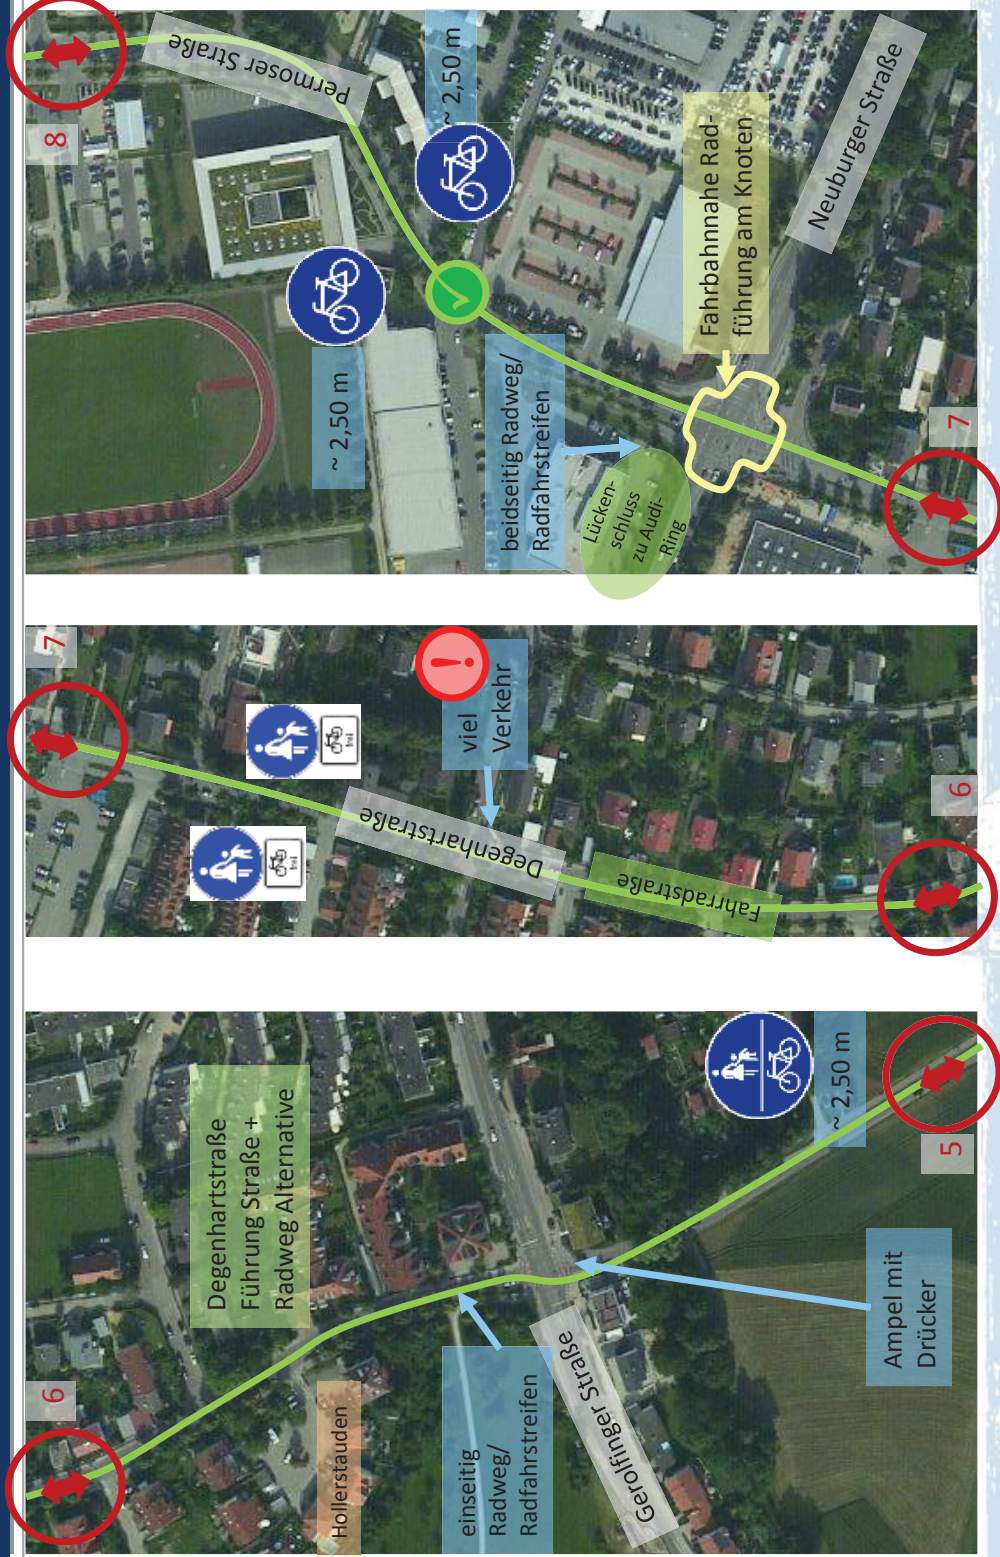 6
Degenhartstraße
Führung Straße +
Radweg Alternative
Hollerstauden
einseitig
Radweg/
Radfahrstreifen
Gerolfinger Straße
Ampel mit
Drücker
~ 2,50 m
5
7
Degenhartstraße
viel
Verkehr
!
Fahrradstraße
frei
frei
6
8
Permoser Straße
~ 2,50 m
~ 2,50 m
beidseitig Radweg/
Radfahrstreifen
Lücken-
schluss
zu Audi-
Ring
Fahrbahnnahe Rad-
führung am Knoten
Neuburger Straße
7